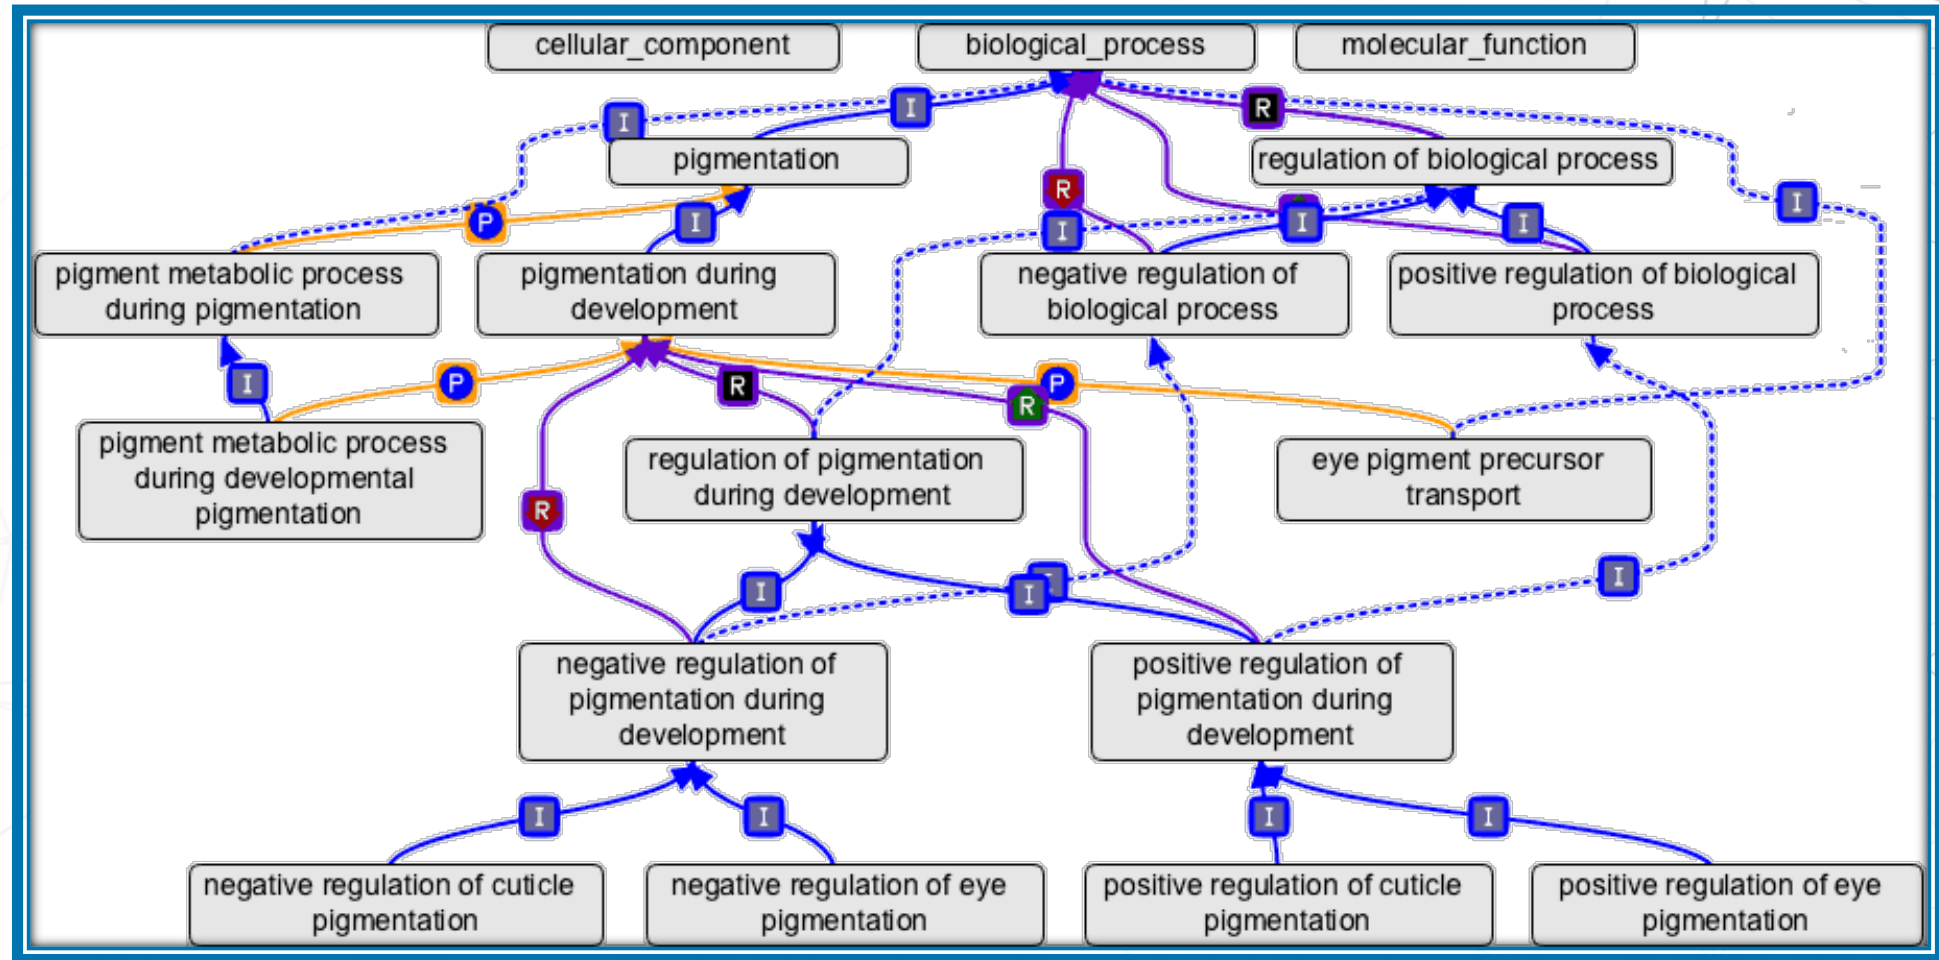 cellular_component
biological_process
molecular_function
I
I
R
pigmentation
regulation of biological process
P
I
R
I
I
I
I
pigment metabolic process
during pigmentation
pigmentation during
development
negative regulation of
biological process
positive regulation of biological
process
I
P
R
P
R
pigment metabolic process
during developmental
pigmentation
regulation of pigmentation
during development
eye pigment precursor
transport
R
I
I
I
I
negative regulation of
pigmentation during
development
positive regulation of
pigmentation during
development
I
I
I
I
negative regulation of cuticle
pigmentation
negative regulation of eye
pigmentation
positive regulation of cuticle
pigmentation
positive regulation of eye
pigmentation